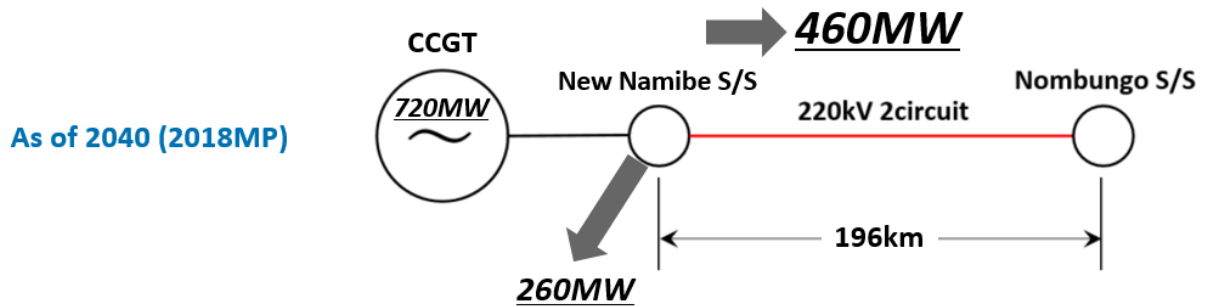 460MW
CCGT
New Namibe S/S
Nombungo S/S
720MW
220kV 2circuit
As of 2040 (2018MP)
196km
260MW